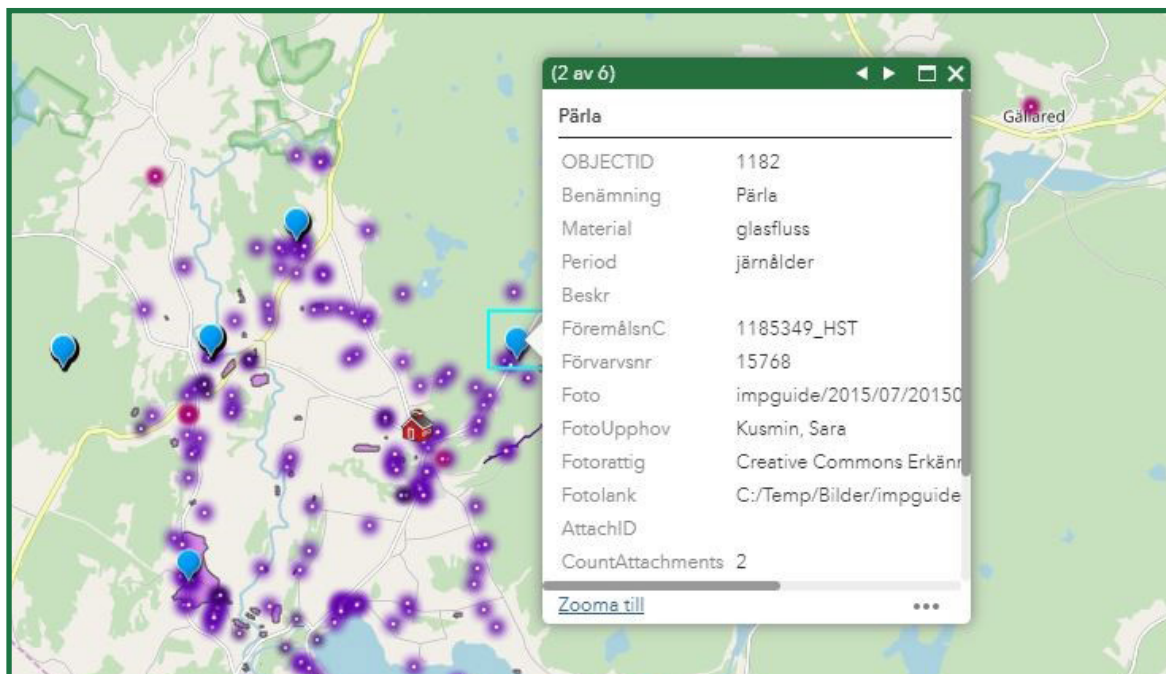 (2 av 6)
Pärla
OBJECTID 1182
Benämning Pärla
Material glasfluss
Period järnålder
Beskr
FöremålsnC 1185349_HST
Förvarvsnr 15768
Foto impguide/2015/07/20150
FotoUpphov Kusmin, Sara
Fotorattig Creative Commons Erkänr
Fotolank C:/Temp/Bilder/impguide
AttachID
CountAttachments 2
Zooma till
Gällared